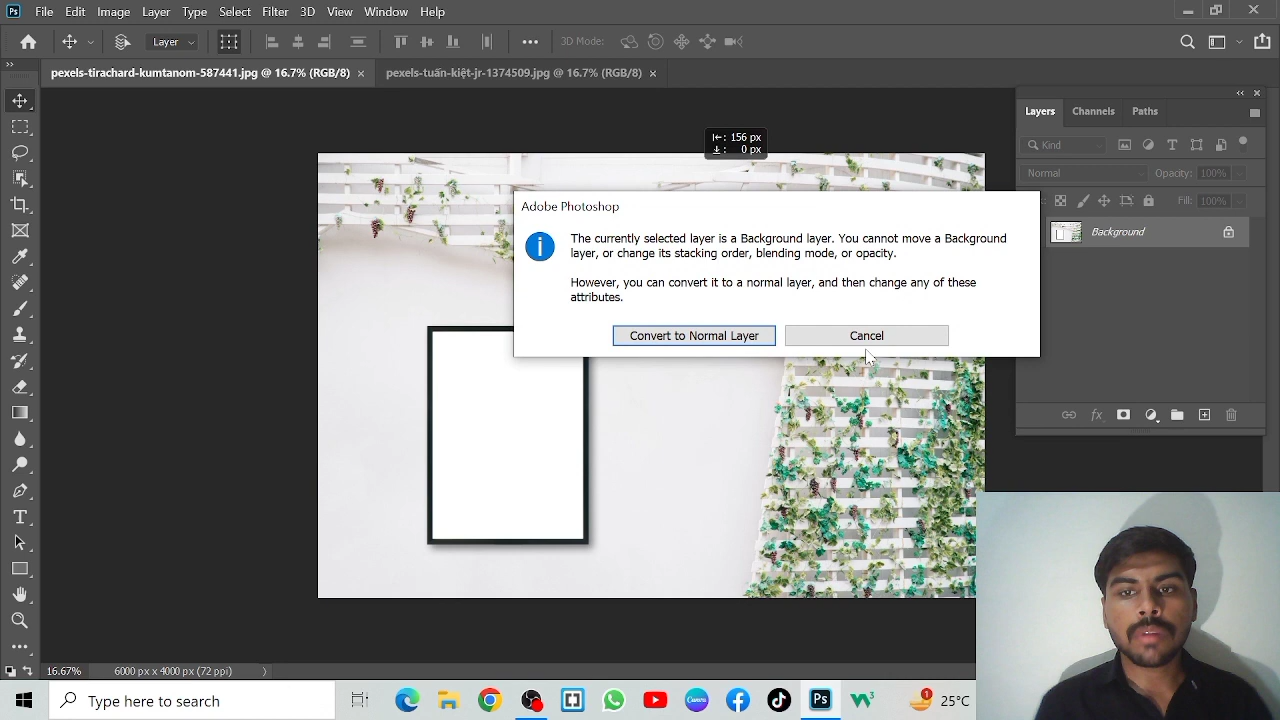 Ps File Edit Image Layer Type Select Filter 3D View Window Help
Layer 3D Mode:
pexels-tirachard-kumtanom-587441.jpg @ 16.7% (RGB/8) × pexels-tuấn-kiệt-jr-1374509.jpg @ 16.7% (RGB/8) ×
Layers Channels Paths
Kind
Normal Opacity: 100%
Fill: 100%
Background
156 px
0 px
Adobe Photoshop
The currently selected layer is a Background layer. You cannot move a Background
layer, or change its stacking order, blending mode, or opacity.
However, you can convert it to a normal layer, and then change any of these
attributes.
Convert to Normal Layer Cancel
fx
16.67% 6000 px x 4000 px (72 ppi)
Type here to search
Canva
Ps
1 25°C